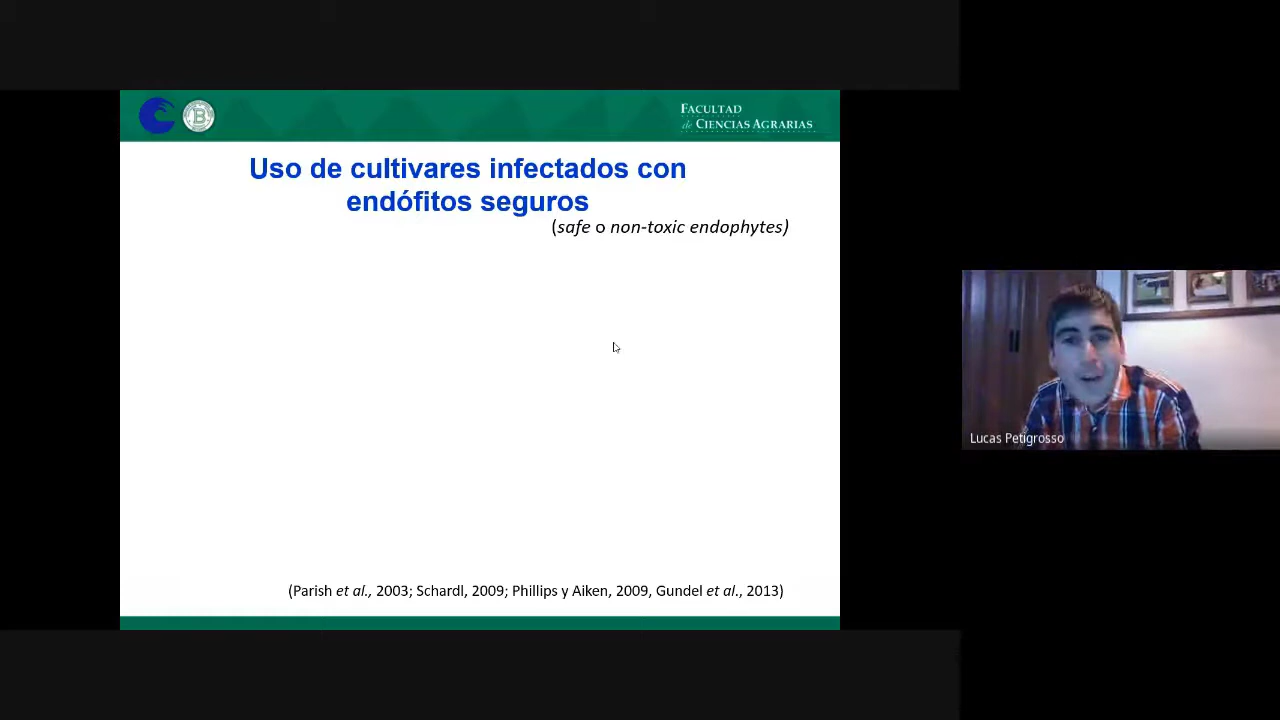 FACULTAD
de CIENCIAS AGRARIAS
Uso de cultivares infectados con
endófitos seguros
(safe o non-toxic endophytes)
Lucas Petigrosso
(Parish et al., 2003; Schardl, 2009; Phillips y Aiken, 2009, Gundel et al., 2013)